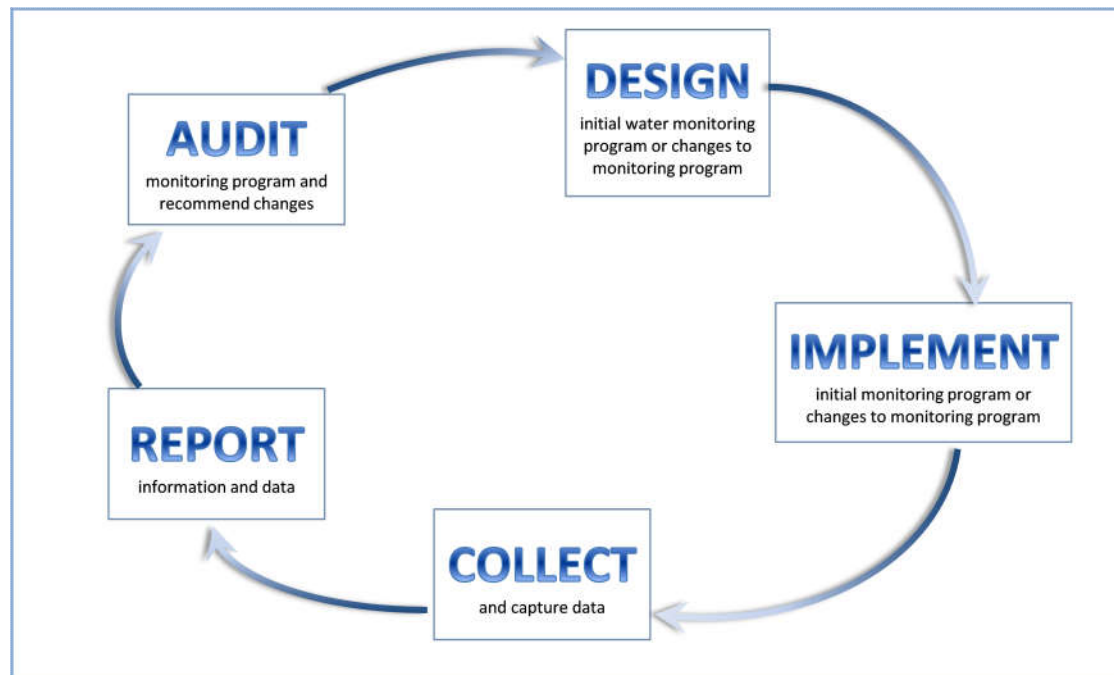 DESIGN
initial water monitoring
program or changes to
monitoring program
IMPLEMENT
initial monitoring program or
changes to monitoring program
COLLECT
and capture data
REPORT
information and data
AUDIT
monitoring program and
recommend changes